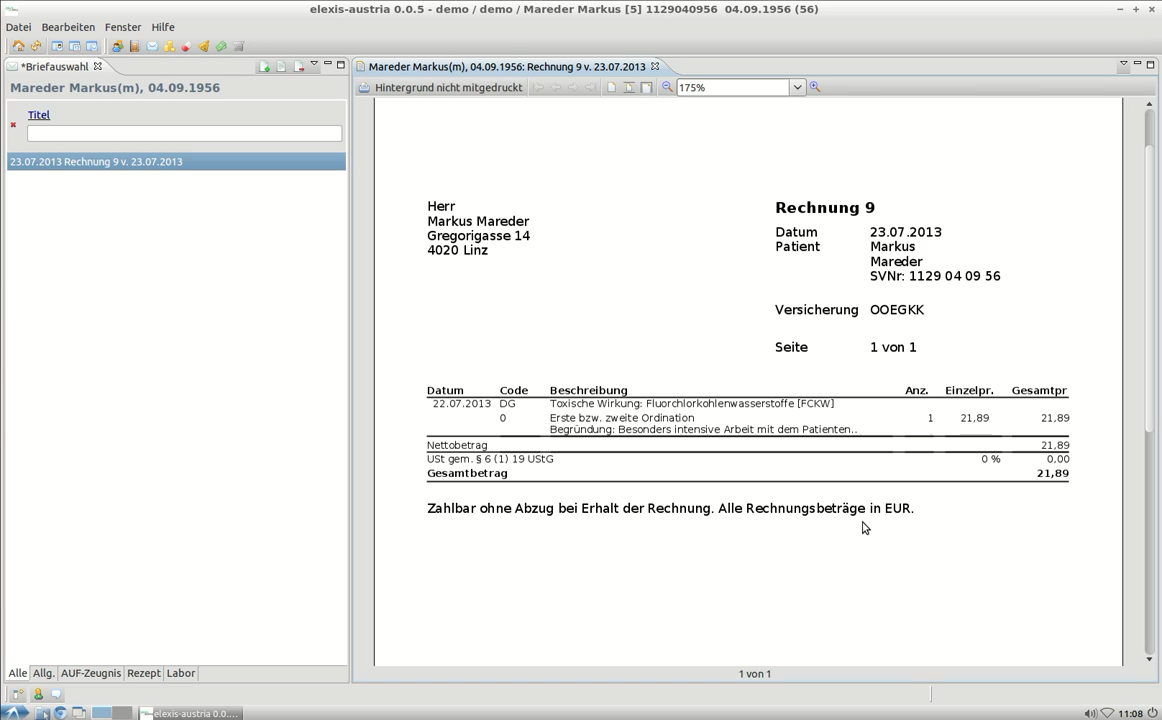 elexis-austria 0.0.5 - demo / demo / Mareder Markus [5] 1129040956 04.09.1956 (56)
Datei Bearbeiten Fenster Hilfe
*Briefauswahl
Mareder Markus(m), 04.09.1956: Rechnung 9 v. 23.07.2013
Mareder Markus(m), 04.09.1956
Hintergrund nicht mitgedruckt 175%
Titel
23.07.2013 Rechnung 9 v. 23.07.2013
Herr
Markus Mareder
Gregorigasse 14
4020 Linz
Rechnung 9
Datum 23.07.2013
Patient Markus
Mareder
SVNr: 1129 04 09 56
Versicherung OOEGKK
Seite 1 von 1
Datum Code Beschreibung Anz. Einzelpr. Gesamtpr
22.07.2013 DG Toxische Wirkung: Fluorchlorkohlenwasserstoffe [FCKW]
0 Erste bzw. zweite Ordination 1 21,89 21,89
Begründung: Besonders intensive Arbeit mit dem Patienten..
Nettobetrag 21,89
USt gem. § 6 (1) 19 UStG 0 % 0.00
Gesamtbetrag 21,89
Zahlbar ohne Abzug bei Erhalt der Rechnung. Alle Rechnungsbeträge in EUR.
Alle Allg. AUF-Zeugnis Rezept Labor
1 von 1
elexis-austria 0.0....
11:08